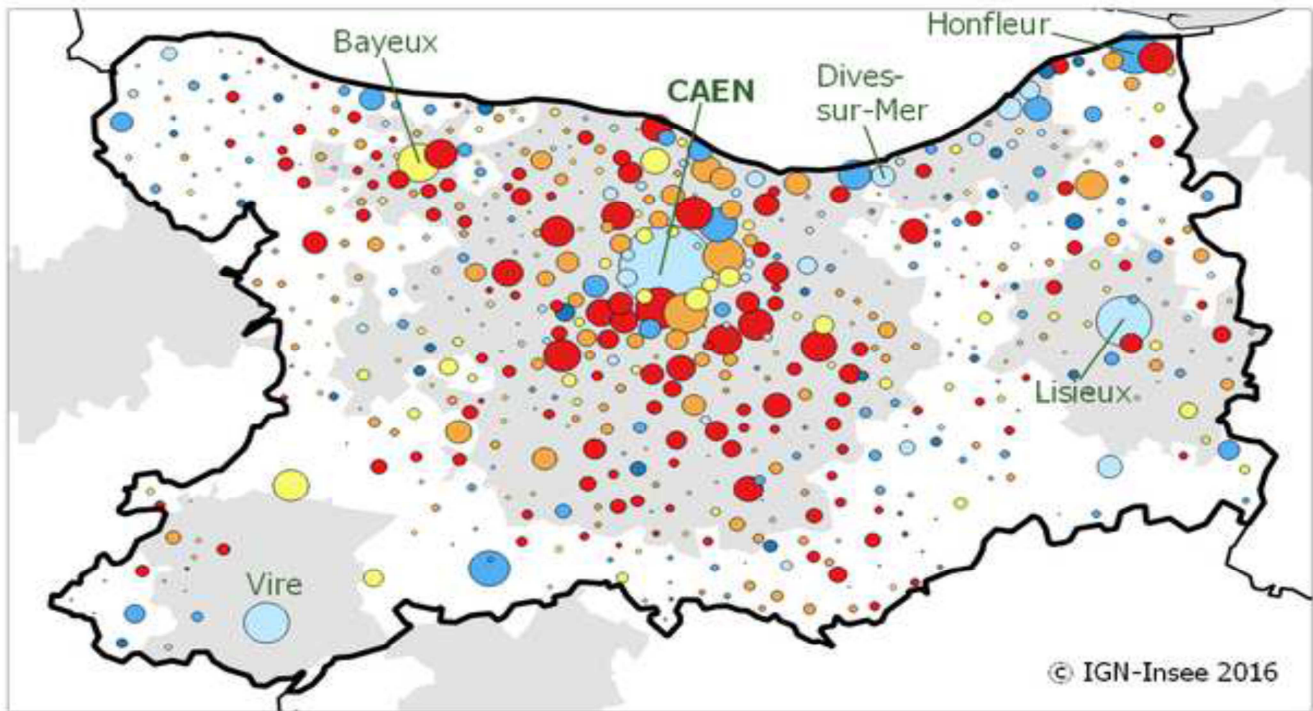 Honfleur
Bayeux
Dives-
sur-Mer
CAEN
Lisieux
Vire
© IGN-Insee 2016